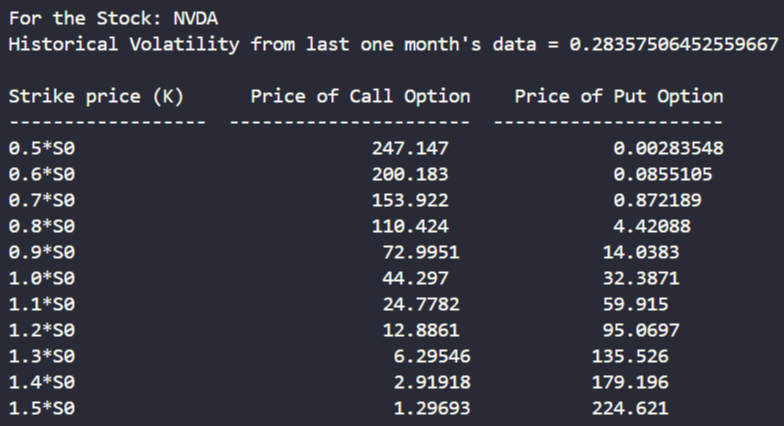 For the Stock: NVDA
Historical Volatility from last one month's data = 0.28357506452559667
Strike price (K) Price of Call Option Price of Put Option
------------------ ---------------------- ---------------------
0.5*S0 247.147 0.00283548
0.6*S0 200.183 0.0855105
0.7*S0 153.922 0.872189
0.8*S0 110.424 4.42088
0.9*S0 72.9951 14.0383
1.0*S0 44.297 32.3871
1.1*S0 24.7782 59.915
1.2*S0 12.8861 95.0697
1.3*S0 6.29546 135.526
1.4*S0 2.91918 179.196
1.5*S0 1.29693 224.621